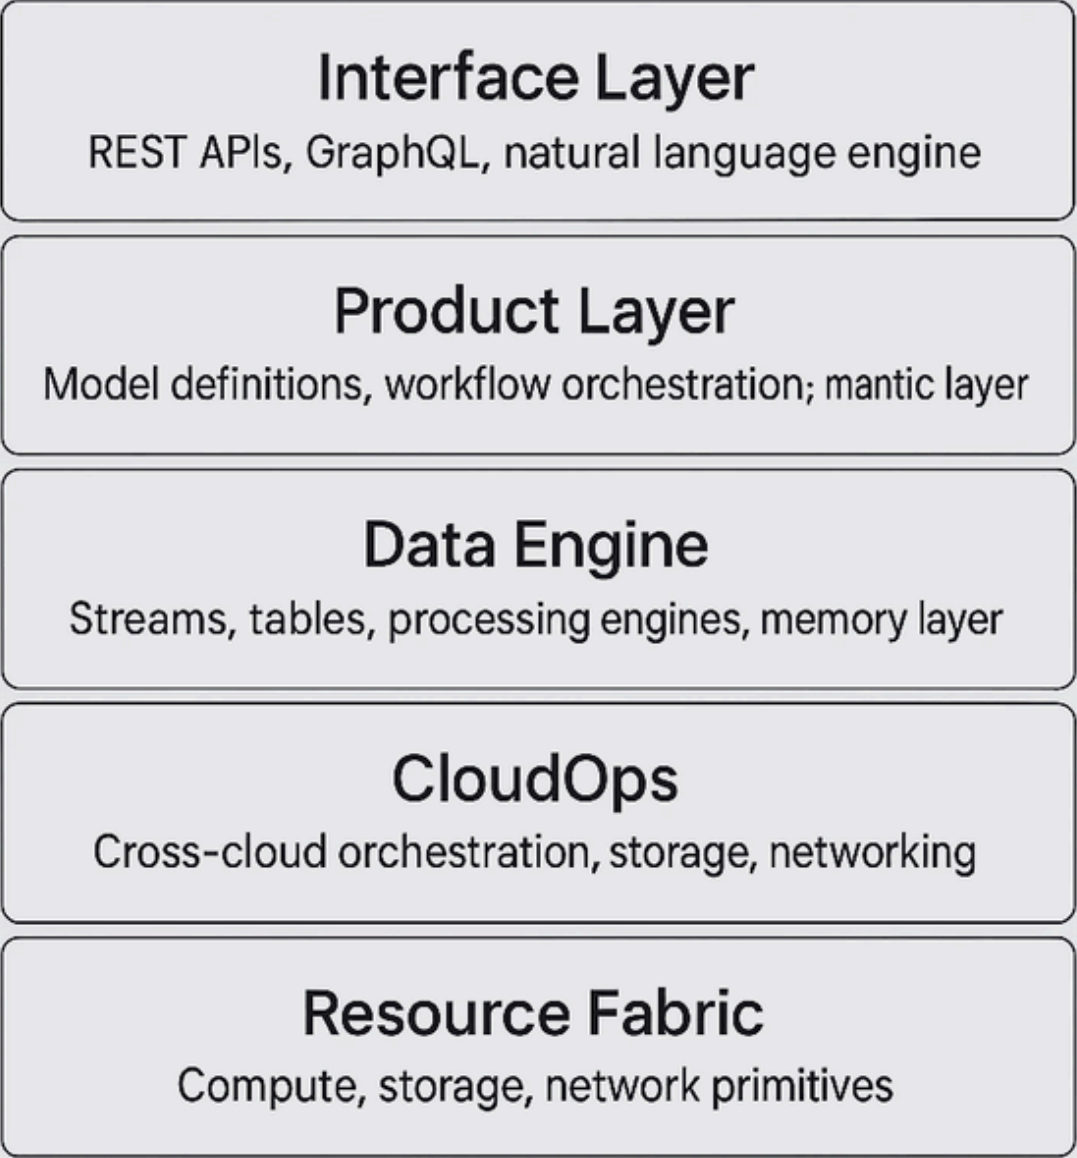 Interface Layer
REST APIs, GraphQL, natural language engine
Product Layer
Model definitions, workflow orchestration; mantic layer
Data Engine
Streams, tables, processing engines, memory layer
CloudOps
Cross-cloud orchestration, storage, networking
Resource Fabric
Compute, storage, network primitives